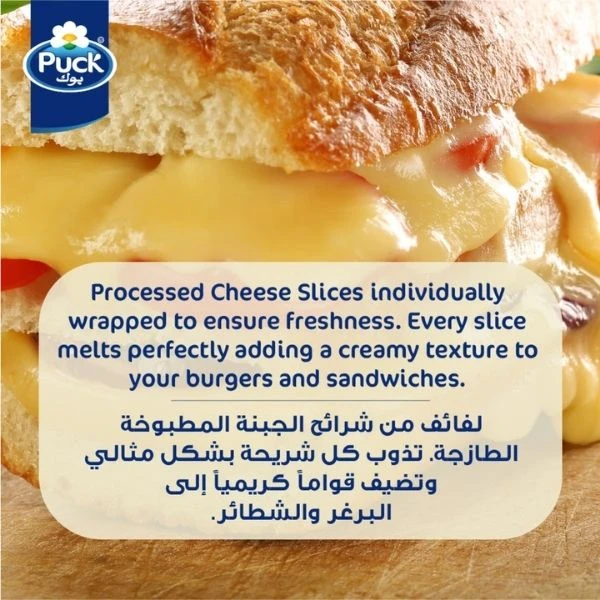 Puck
بوك
Processed Cheese Slices individually
wrapped to ensure freshness. Every slice
melts perfectly adding a creamy texture to
your burgers and sandwiches.
لفائف من شرائح الجبنة المطبوخة
الطازجة. تذوب كل شريحة بشكل مثالي
وتضيف قواماً كريمياً إلى
البرغر والشطائر.